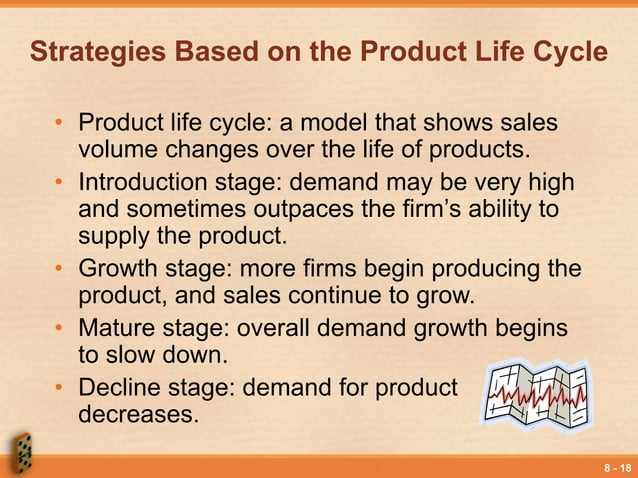 Strategies Based on the Product Life Cycle
• Product life cycle: a model that shows sales
volume changes over the life of products.
• Introduction stage: demand may be very high
and sometimes outpaces the firm’s ability to
supply the product.
• Growth stage: more firms begin producing the
product, and sales continue to grow.
• Mature stage: overall demand growth begins
to slow down.
• Decline stage: demand for product
decreases.
8 - 18